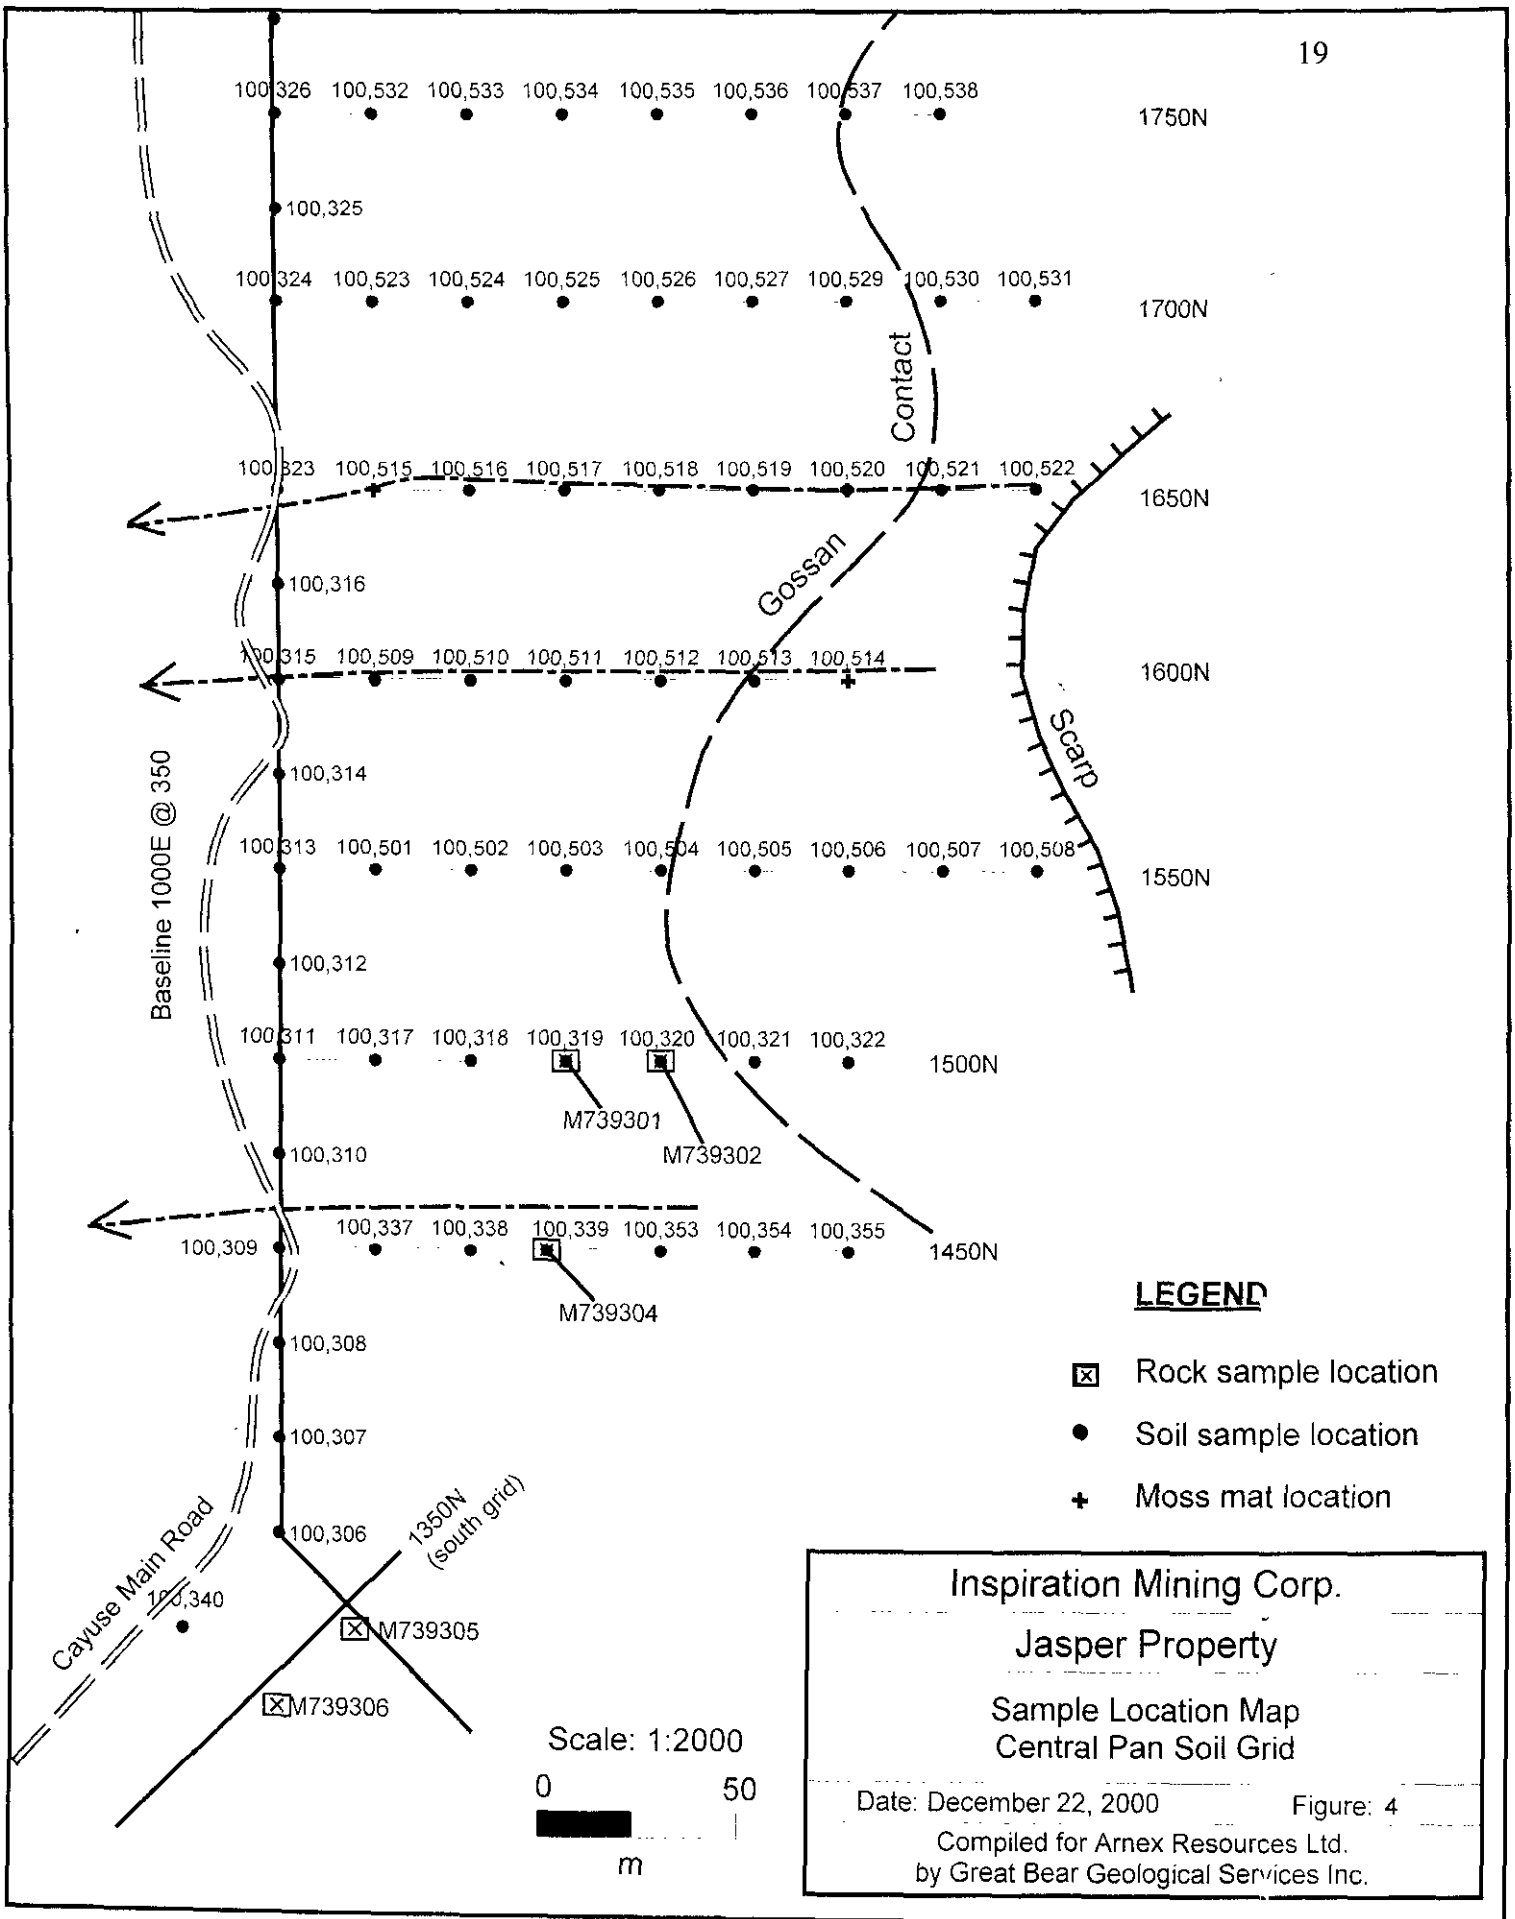 19
100,326 100,532 100,533 100,534 100,535 100,536 100,537 100,538
1750N
100,325
100,324 100,523 100,524 100,525 100,526 100,527 100,529 100,530 100,531
1700N
Contact
100,323 100,515 100,516 100,517 100,518 100,519 100,520 100,521 100,522
1650N
Gossan
100,316
100,315 100,509 100,510 100,511 100,512 100,513 100,514
1600N
Scarp
Baseline 1000E @ 350
100,314
100,313 100,501 100,502 100,503 100,504 100,505 100,506 100,507 100,508
1550N
100,312
100,311 100,317 100,318 100,319 100,320 100,321 100,322
1500N
M739301
M739302
100,310
100,309 100,337 100,338 100,339 100,353 100,354 100,355
1450N
M739304
100,308
100,307
100,306
1350N
(south grid)
Cayuse Main Road
100,340
M739305
M739306
LEGEND
Rock sample location
Soil sample location
Moss mat location
Scale: 1:2000
0 50
m
Inspiration Mining Corp.
Jasper Property
Sample Location Map
Central Pan Soil Grid
Date: December 22, 2000 Figure: 4
Compiled for Arnex Resources Ltd.
by Great Bear Geological Services Inc.